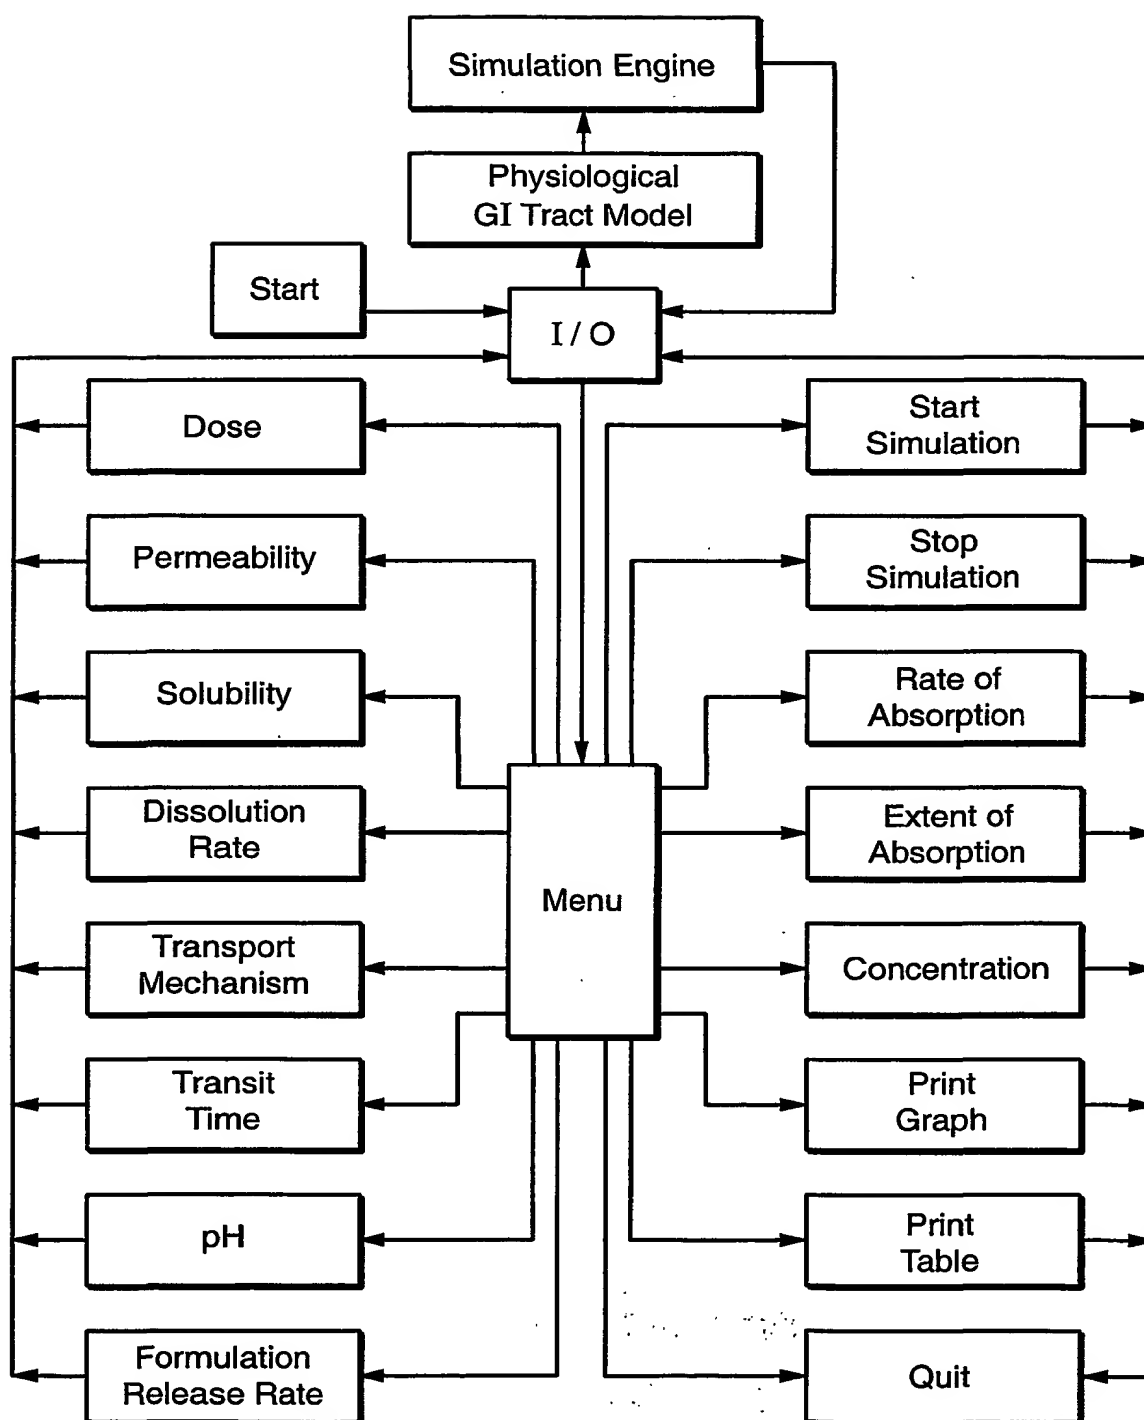 Simulation Engine
Physiological
GI Tract Model
Start
I / O
Dose
Permeability
Solubility
Dissolution
Rate
Transport
Mechanism
Transit
Time
pH
Formulation
Release Rate
Menu
Start
Simulation
Stop
Simulation
Rate of
Absorption
Extent of
Absorption
Concentration
Print
Graph
Print
Table
Quit